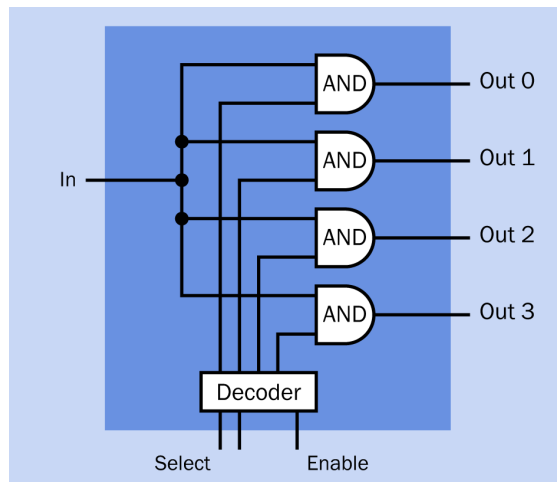 AND Out 0
AND Out 1
In
AND Out 2
AND Out 3
Decoder
Select Enable